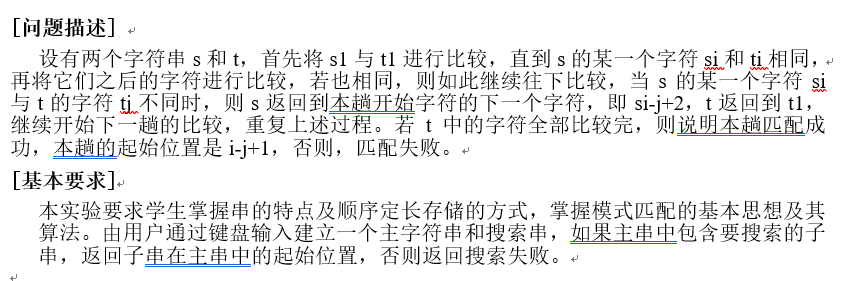 [问题描述]
设有两个字符串 s 和 t，首先将 s1 与 t1 进行比较，直到 s 的某一个字符 si 和 ti 相同，
再将它们之后的字符进行比较，若也相同，则如此继续往下比较，当 s 的某一个字符 si
与 t 的字符 tj 不同时，则 s 返回到本趟开始字符的下一个字符，即 si-j+2，t 返回到 t1，
继续开始下一趟的比较，重复上述过程。若 t 中的字符全部比较完，则说明本趟匹配成
功，本趟的起始位置是 i-j+1，否则，匹配失败。
[基本要求]
本实验要求学生掌握串的特点及顺序定长存储的方式，掌握模式匹配的基本思想及其
算法。由用户通过键盘输入建立一个主字符串和搜索串，如果主串中包含要搜索的子
串，返回子串在主串中的起始位置，否则返回搜索失败。